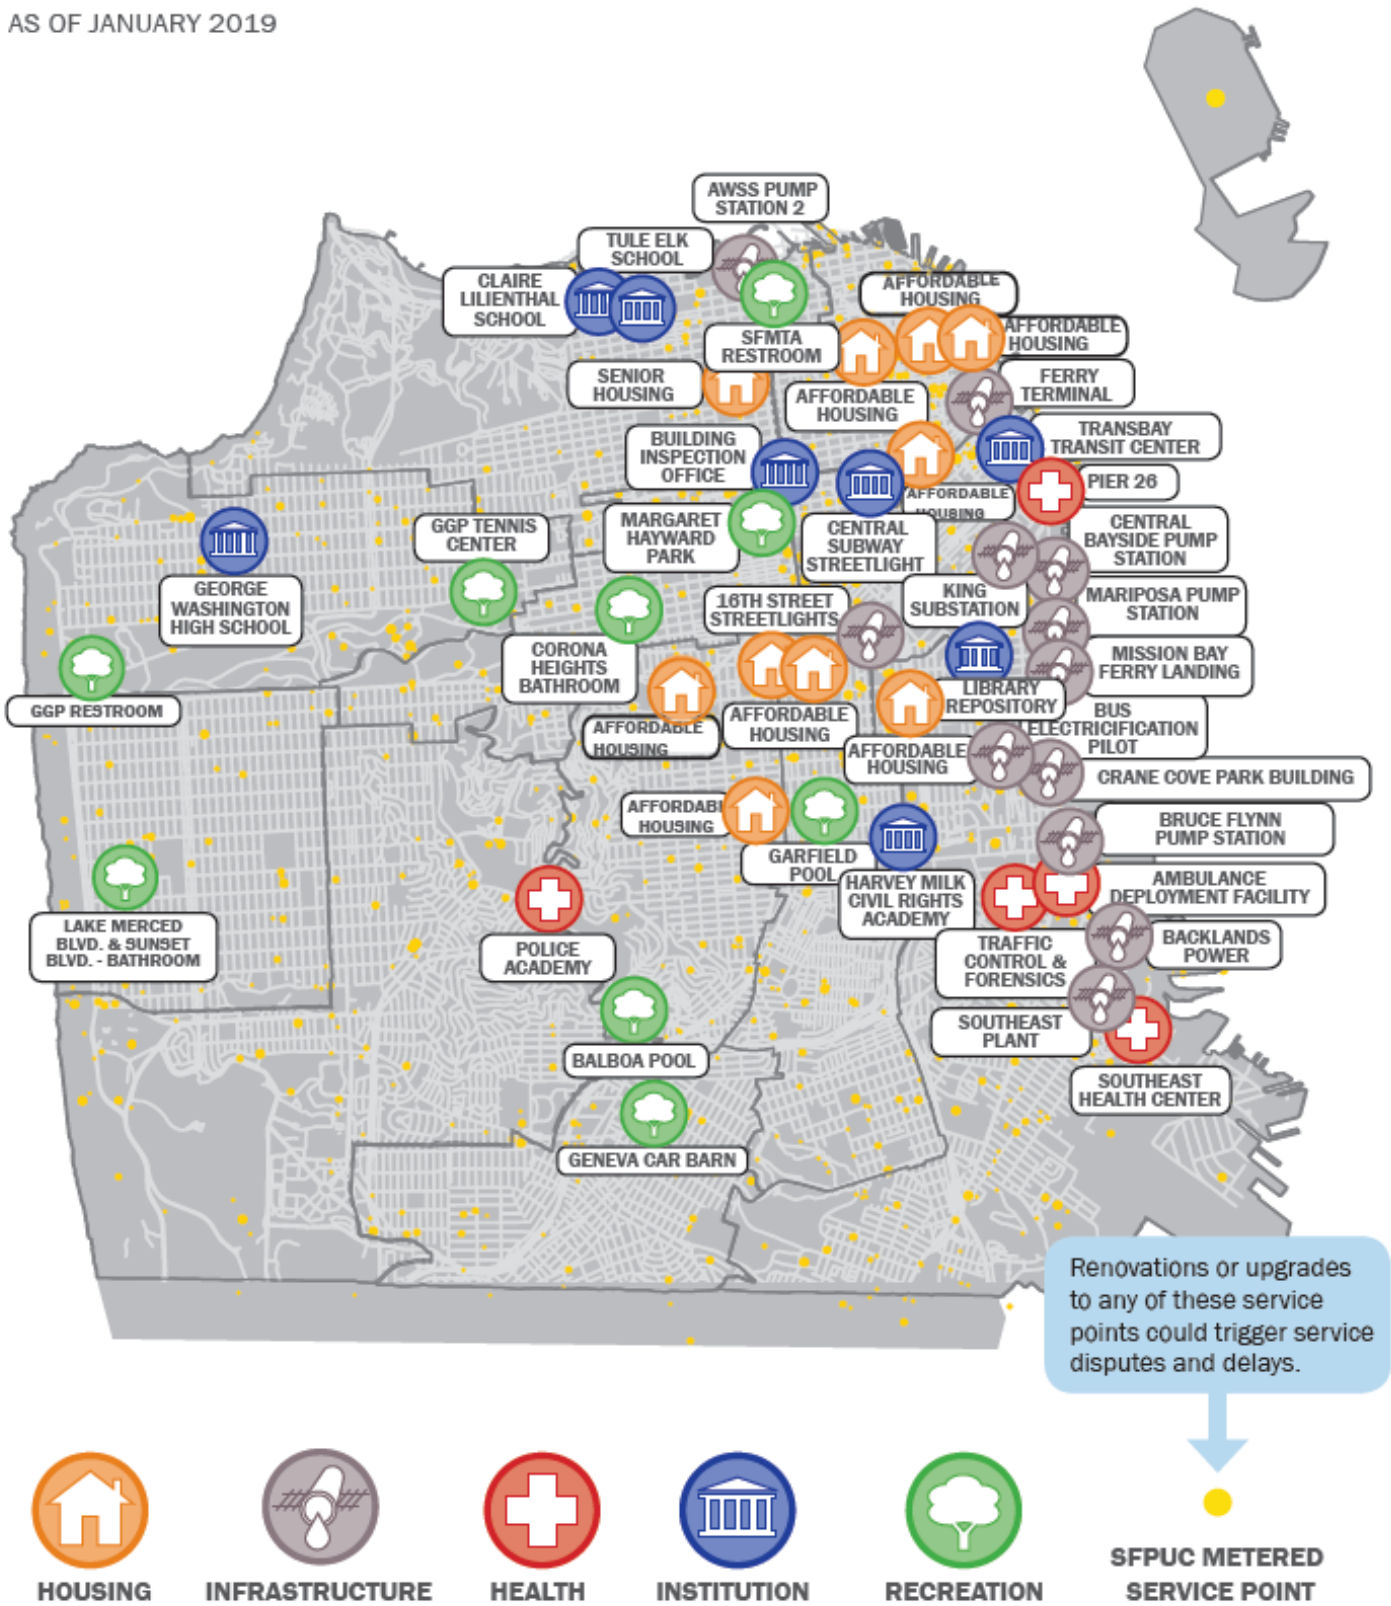 AS OF JANUARY 2019
AWSS PUMP
STATION 2
TULE ELK
SCHOOL
CLAIRE
LILIENTHAL
SCHOOL
AFFORDABLE
HOUSING
SFMTA
RESTROOM
AFFORDABLE
HOUSING
SENIOR
HOUSING
AFFORDABLE
HOUSING
FERRY
TERMINAL
BUILDING
INSPECTION
OFFICE
TRANSBAY
TRANSIT CENTER
AFFORDABLE
HOUSING
PIER 26
MARGARET
HAYWARD
PARK
CENTRAL
SUBWAY
STREETLIGHT
CENTRAL
BAYSIDE PUMP
STATION
GGP TENNIS
CENTER
GEORGE
WASHINGTON
HIGH SCHOOL
16TH STREET
STREETLIGHTS
KING
SUBSTATION
MARIPOSA PUMP
STATION
CORONA
HEIGHTS
BATHROOM
MISSION BAY
FERRY LANDING
GGP RESTROOM
LIBRARY
REPOSITORY
AFFORDABLE
HOUSING
AFFORDABLE
HOUSING
AFFORDABLE
HOUSING
BUS
ELECTRICIFICATION
PILOT
CRANE COVE PARK BUILDING
AFFORDABL
HOUSING
GARFIELD
POOL
BRUCE FLYNN
PUMP STATION
HARVEY MILK
CIVIL RIGHTS
ACADEMY
AMBULANCE
DEPLOYMENT FACILITY
LAKE MERCED
BLVD. & SUNSET
BLVD. - BATHROOM
POLICE
ACADEMY
TRAFFIC
CONTROL &
FORENSICS
BACKLANDS
POWER
SOUTHEAST
PLANT
BALBOA POOL
SOUTHEAST
HEALTH CENTER
GENEVA CAR BARN
Renovations or upgrades
to any of these service
points could trigger service
disputes and delays.
HOUSING
INFRASTRUCTURE
HEALTH
INSTITUTION
RECREATION
SFPUC METERED
SERVICE POINT